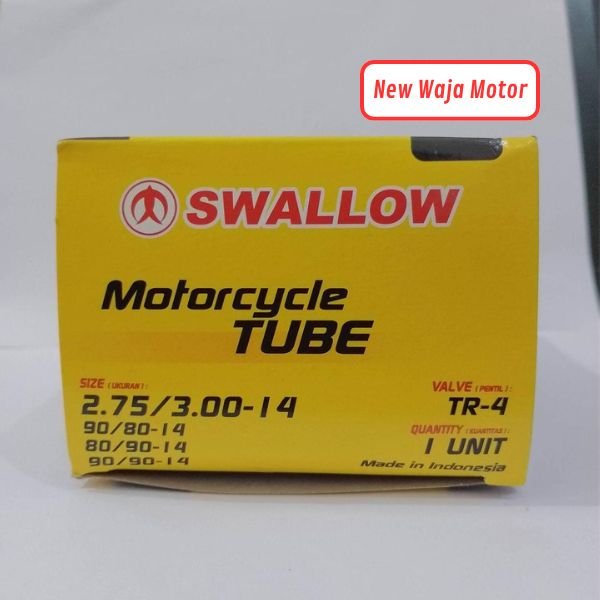 New Waja Motor
SWALLOW
Motorcycle
TUBE
SIZE (UKURAN):
2.75/3.00-14
90/80-14
80/90-14
90/90-14
VALVE (PENTIL):
TR-4
QUANTITY (KUANTITAS):
1 UNIT
Made in Indonesia